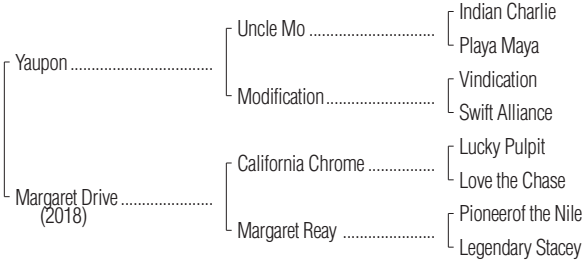 Indian Charlie
Uncle Mo ..................................
Playa Maya
Yaupon ......................................
Vindication
Modification.............................
Swift Alliance
Lucky Pulpit
California Chrome ..................
Love the Chase
Margaret Drive ........................
(2018)
Pioneerof the Nile
Margaret Reay ........................
Legendary Stacey